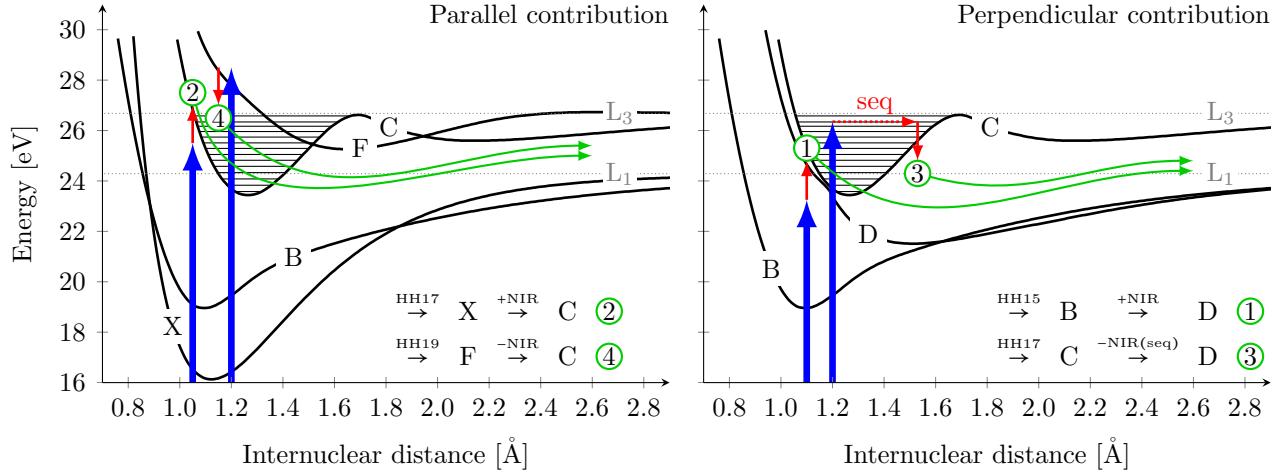 Parallel contribution
30
28
26
24
22
20
18
16
Energy [eV]
2
4
C
F
L3
L1
B
X
HH17 → X +NIR → C 2
HH19 → F −NIR → C 4
0.8 1.0 1.2 1.4 1.6 1.8 2.0 2.2 2.4 2.6 2.8
Internuclear distance [Å]
Perpendicular contribution
seq
L3
C
1
3
L1
D
B
HH15 → B +NIR → D 1
HH17 → C −NIR(seq) → D 3
0.8 1.0 1.2 1.4 1.6 1.8 2.0 2.2 2.4 2.6 2.8
Internuclear distance [Å]